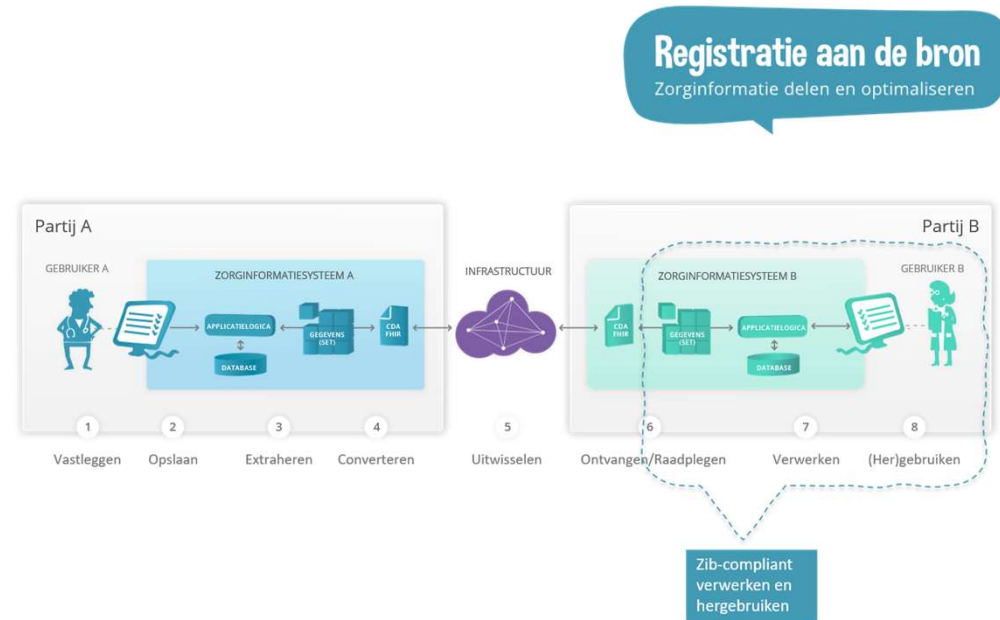 Registratie aan de bron
Zorginformatie delen en optimaliseren
Partij A
GEBRUIKER A
ZORGINFORMATIESYSTEEM A
APPLICATIELOGICA
DATABASE
GEGEVENS
(SET)
CDA
FHIR
INFRASTRUCTUUR
Partij B
ZORGINFORMATIESYSTEEM B
GEBRUIKER B
CDA
FHIR
GEGEVENS
(SET)
APPLICATIELOGICA
DATABASE
1 2 3 4 5 6 7 8
Vastleggen Opslaan Extraheren Converteren Uitwisselen Ontvangen/Raadplegen Verwerken (Her)gebruiken
Zib-compliant
verwerken en
hergebruiken